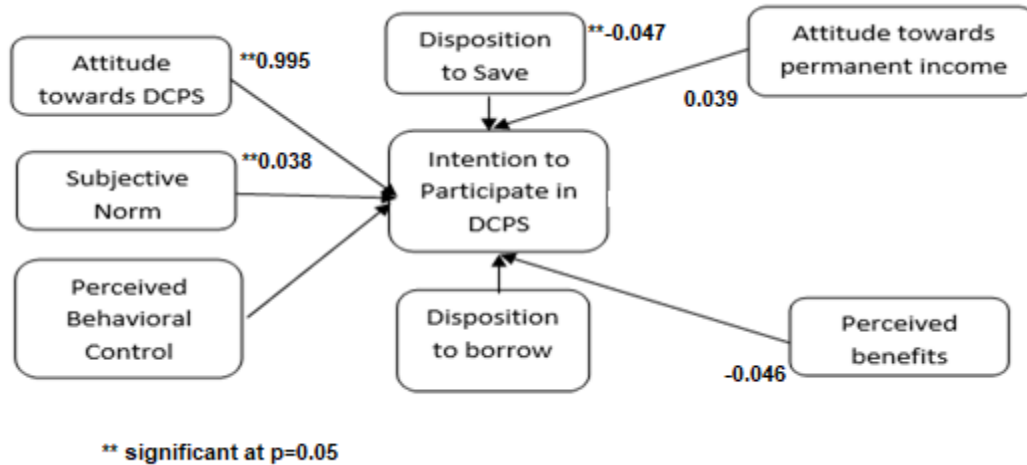 Attitude
towards DCPS
**0.995
Disposition
to Save
**-0.047
Attitude towards
permanent income
0.039
Subjective
Norm
**0.038
Intention to
Participate in
DCPS
Perceived
Behavioral
Control
Disposition
to borrow
Perceived
benefits
-0.046
** significant at p=0.05